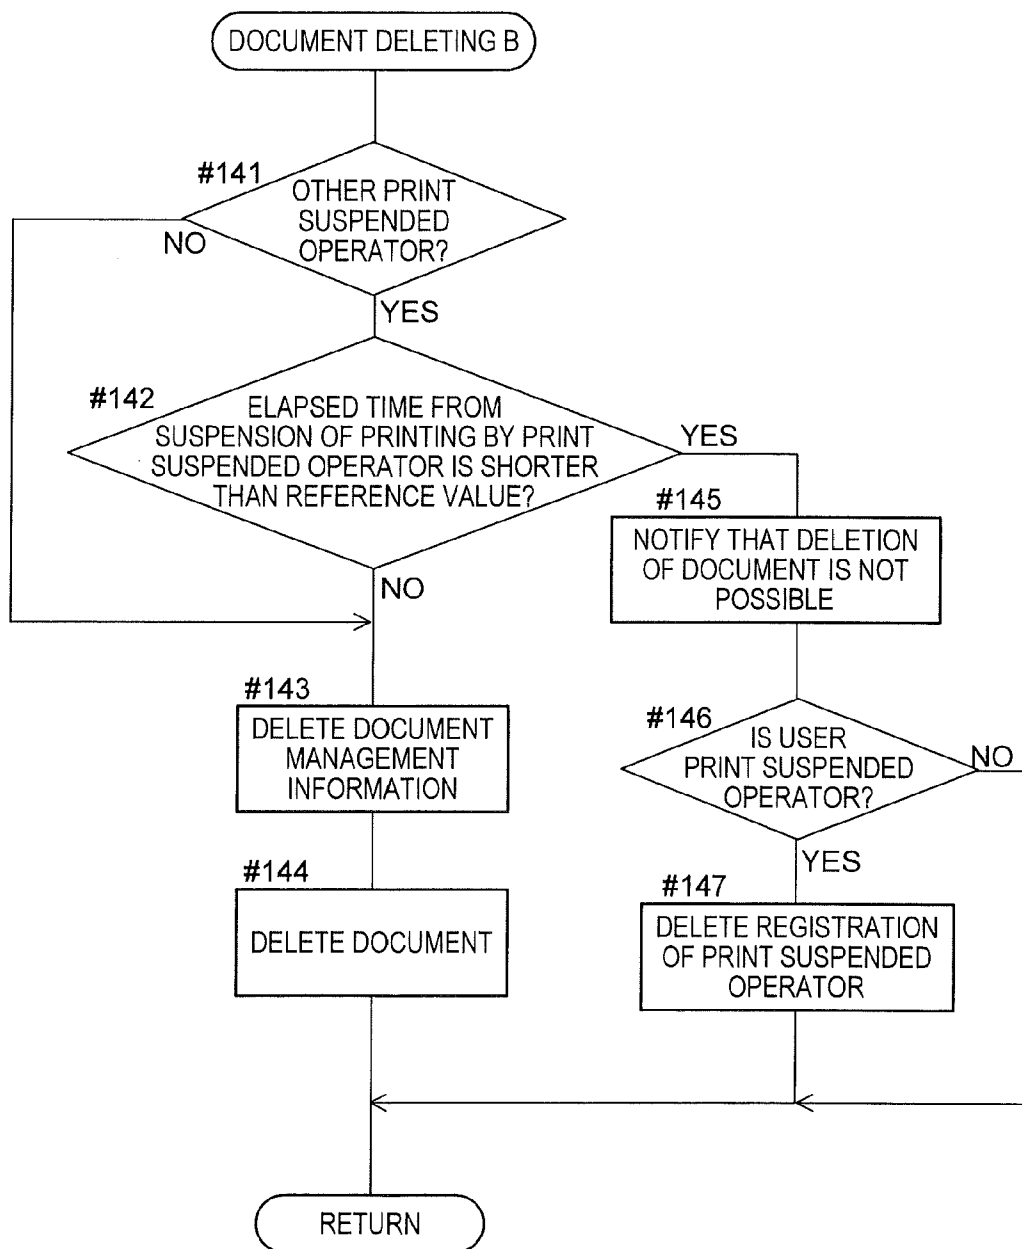 DOCUMENT DELETING B
#141
OTHER PRINT
SUSPENDED
OPERATOR?
NO
YES
#142
ELAPSED TIME FROM
SUSPENSION OF PRINTING BY PRINT
SUSPENDED OPERATOR IS SHORTER
THAN REFERENCE VALUE?
YES
NO
#145
NOTIFY THAT DELETION
OF DOCUMENT IS NOT
POSSIBLE
#143
DELETE DOCUMENT
MANAGEMENT
INFORMATION
#146
IS USER
PRINT SUSPENDED
OPERATOR?
NO
YES
#144
DELETE DOCUMENT
#147
DELETE REGISTRATION
OF PRINT SUSPENDED
OPERATOR
RETURN